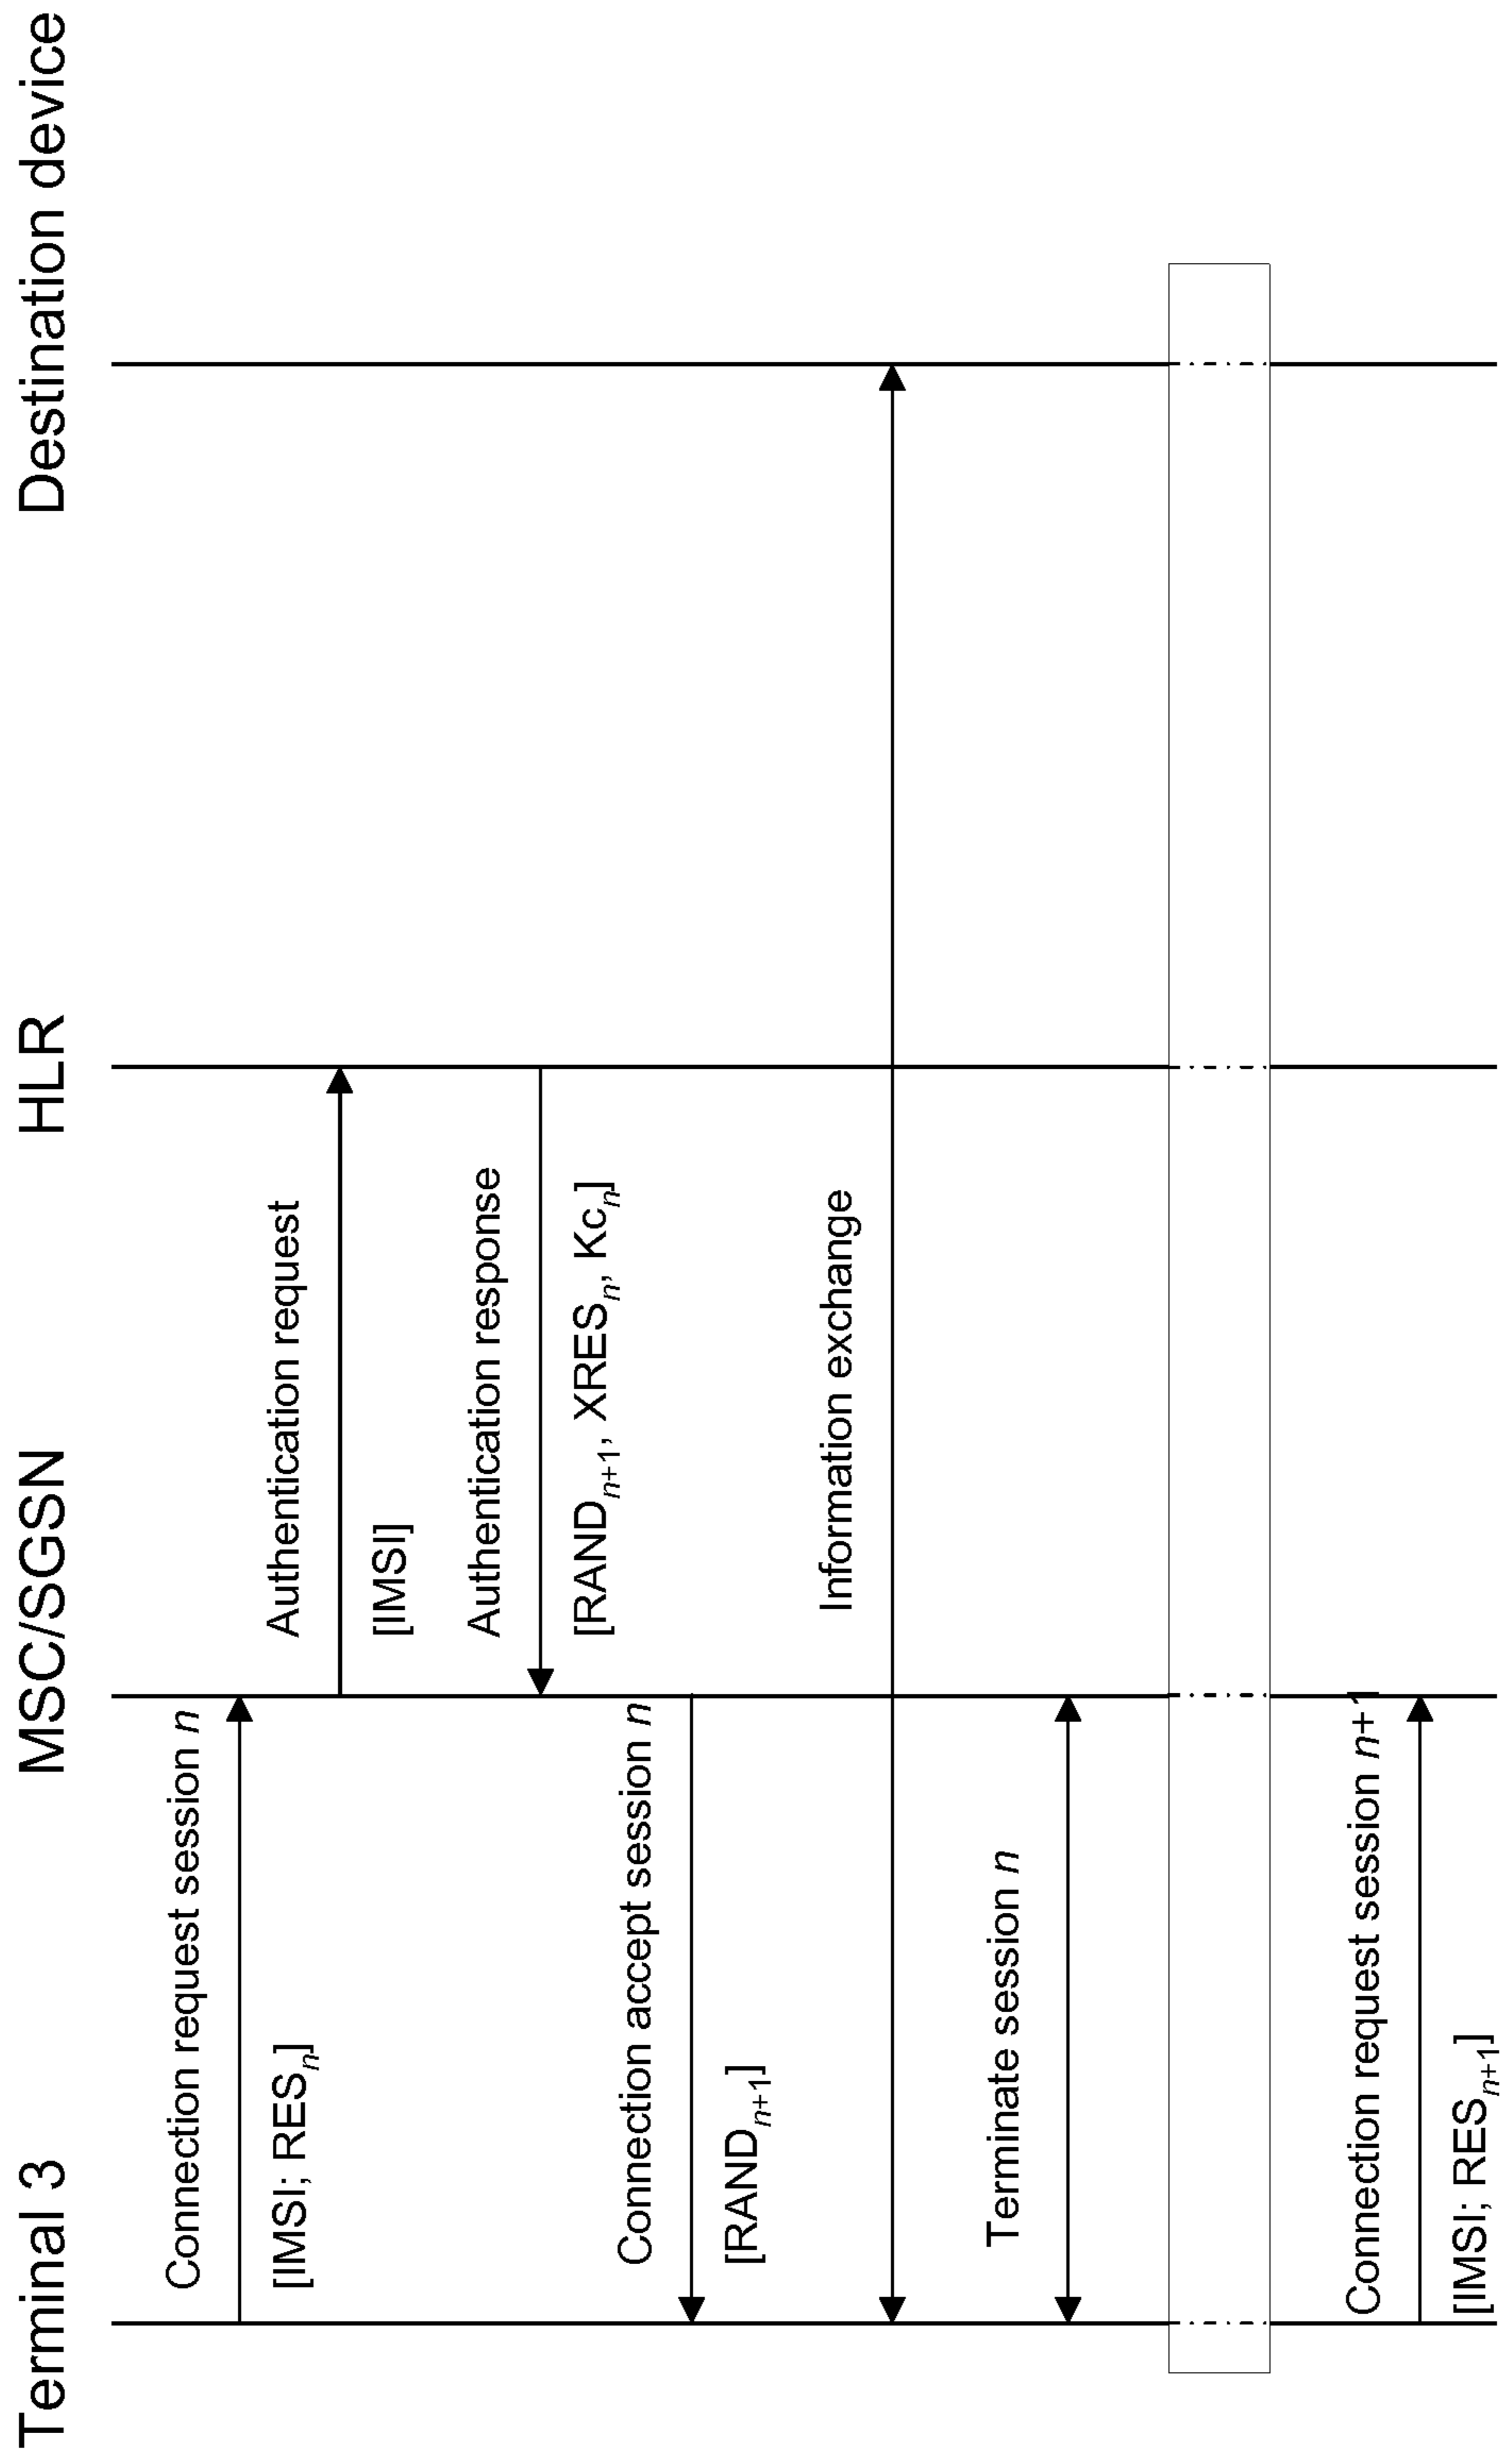 Terminal 3
MSC/SGSN
HLR
Destination device
Connection request session n
[IMSI; RESn]
Authentication request
[IMSI]
Authentication response
[RANDn+1, XRESn, Kcn]
Connection accept session n
[RANDn+1]
Information exchange
Terminate session n
Connection request session n+1
[IMSI; RESn+1]